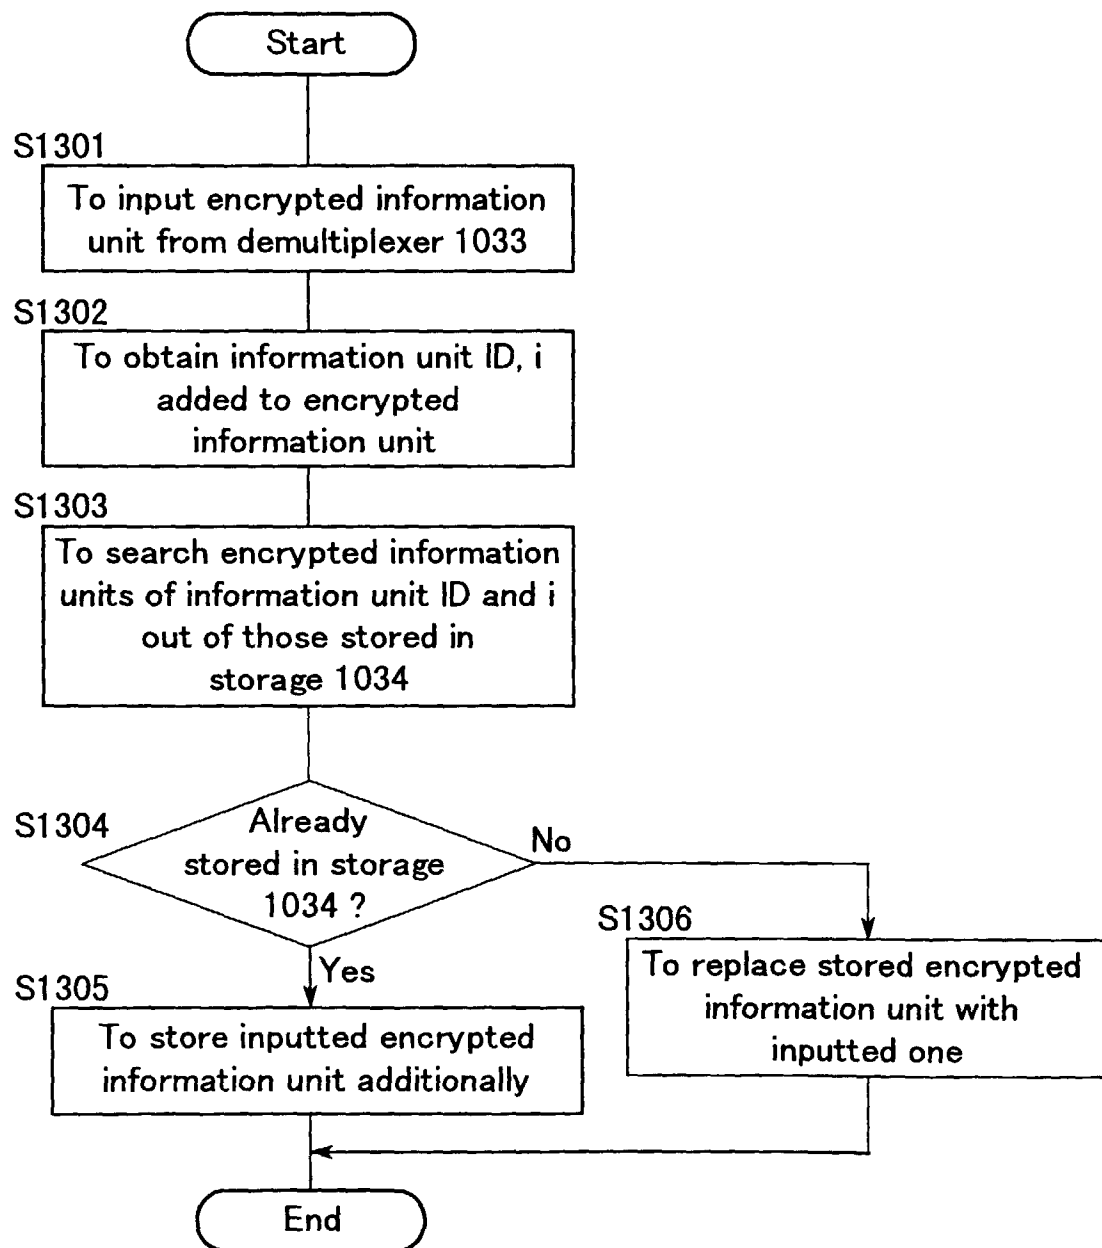 Start
S1301
To input encrypted information
unit from demultiplexer 1033
S1302
To obtain information unit ID, i
added to encrypted
information unit
S1303
To search encrypted information
units of information unit ID and i
out of those stored in
storage 1034
S1304
Already
stored in storage
1034 ?
No
Yes
S1305
To store inputted encrypted
information unit additionally
S1306
To replace stored encrypted
information unit with
inputted one
End